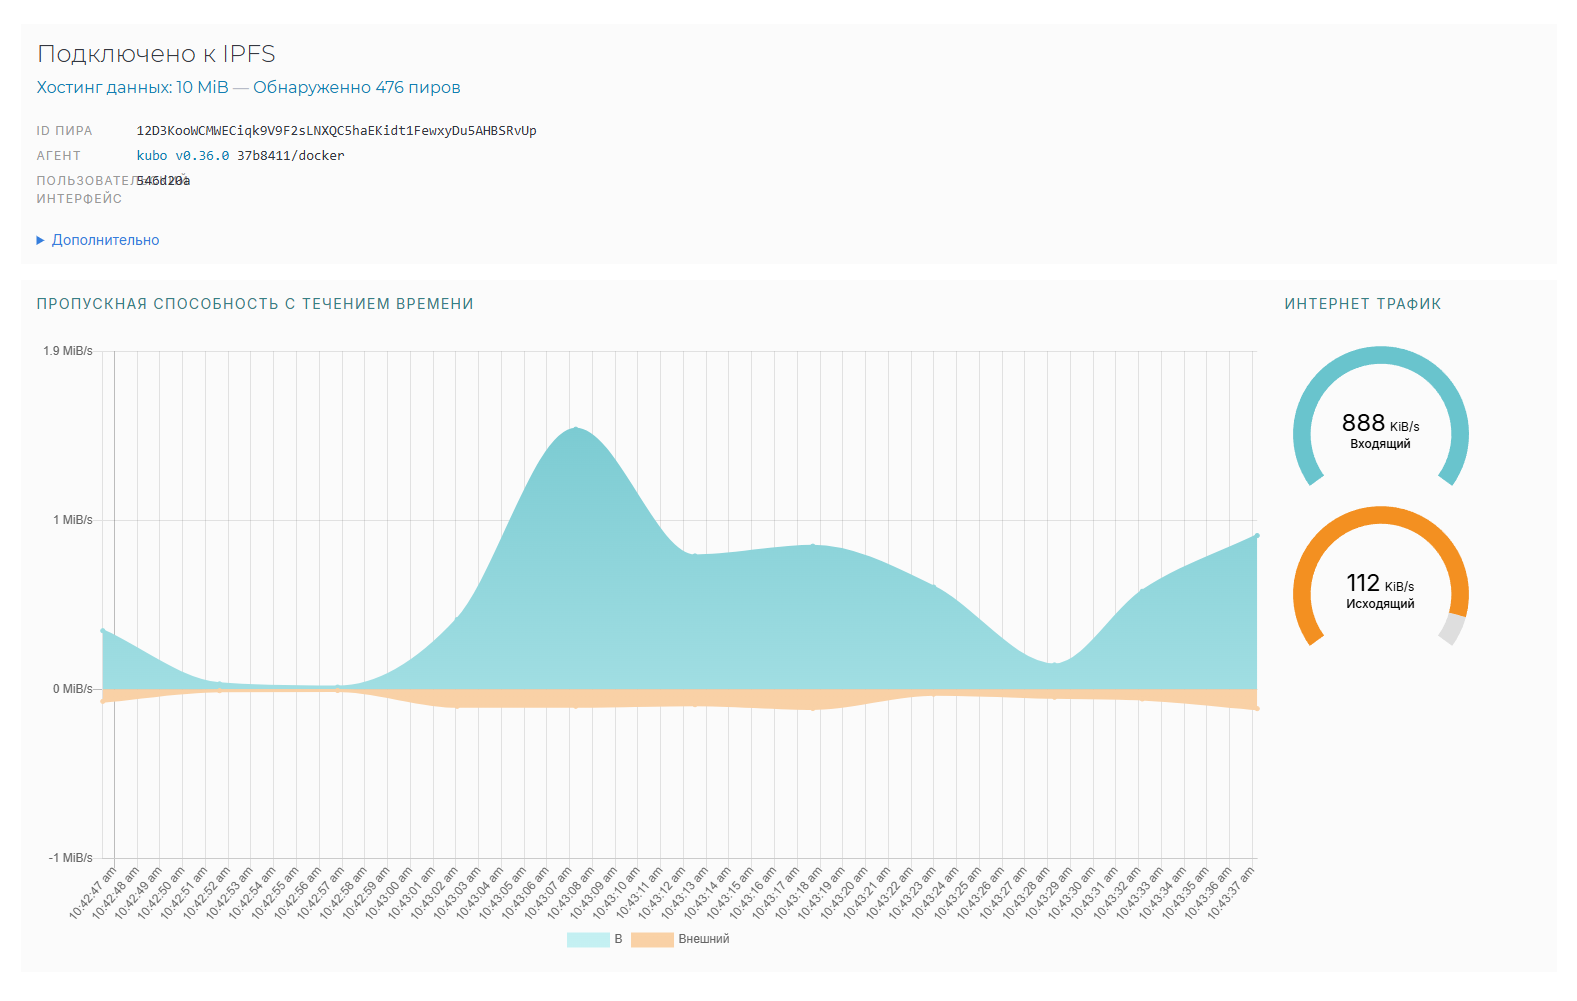 Подключено к IPFS
Хостинг данных: 10 MiB — Обнаруженно 476 пиров
ID ПИРА 12D3KooWCMWECiqk9V9F2sLNXQC5haEKidt1FewxyDu5AHBSRvUp
АГЕНТ kubo v0.36.0 37b8411/docker
ПОЛЬЗОВАТЕЛЬСКИЙ 546d20a
ИНТЕРФЕЙС
▶ Дополнительно
ПРОПУСКНАЯ СПОСОБНОСТЬ С ТЕЧЕНИЕМ ВРЕМЕНИ
1.9 MiB/s
1 MiB/s
0 MiB/s
-1 MiB/s
10:42:47 am
10:42:48 am
10:42:49 am
10:42:50 am
10:42:51 am
10:42:52 am
10:42:53 am
10:42:54 am
10:42:55 am
10:42:56 am
10:42:57 am
10:42:58 am
10:42:59 am
10:43:00 am
10:43:01 am
10:43:02 am
10:43:03 am
10:43:04 am
10:43:05 am
10:43:06 am
10:43:07 am
10:43:08 am
10:43:09 am
10:43:10 am
10:43:11 am
10:43:12 am
10:43:13 am
10:43:14 am
10:43:15 am
10:43:16 am
10:43:17 am
10:43:18 am
10:43:19 am
10:43:20 am
10:43:21 am
10:43:22 am
10:43:23 am
10:43:24 am
10:43:25 am
10:43:26 am
10:43:27 am
10:43:28 am
10:43:29 am
10:43:30 am
10:43:31 am
10:43:32 am
10:43:33 am
10:43:34 am
10:43:35 am
10:43:36 am
10:43:37 am
В Внешний
ИНТЕРНЕТ ТРАФИК
888 KiB/s
Входящий
112 KiB/s
Исходящий